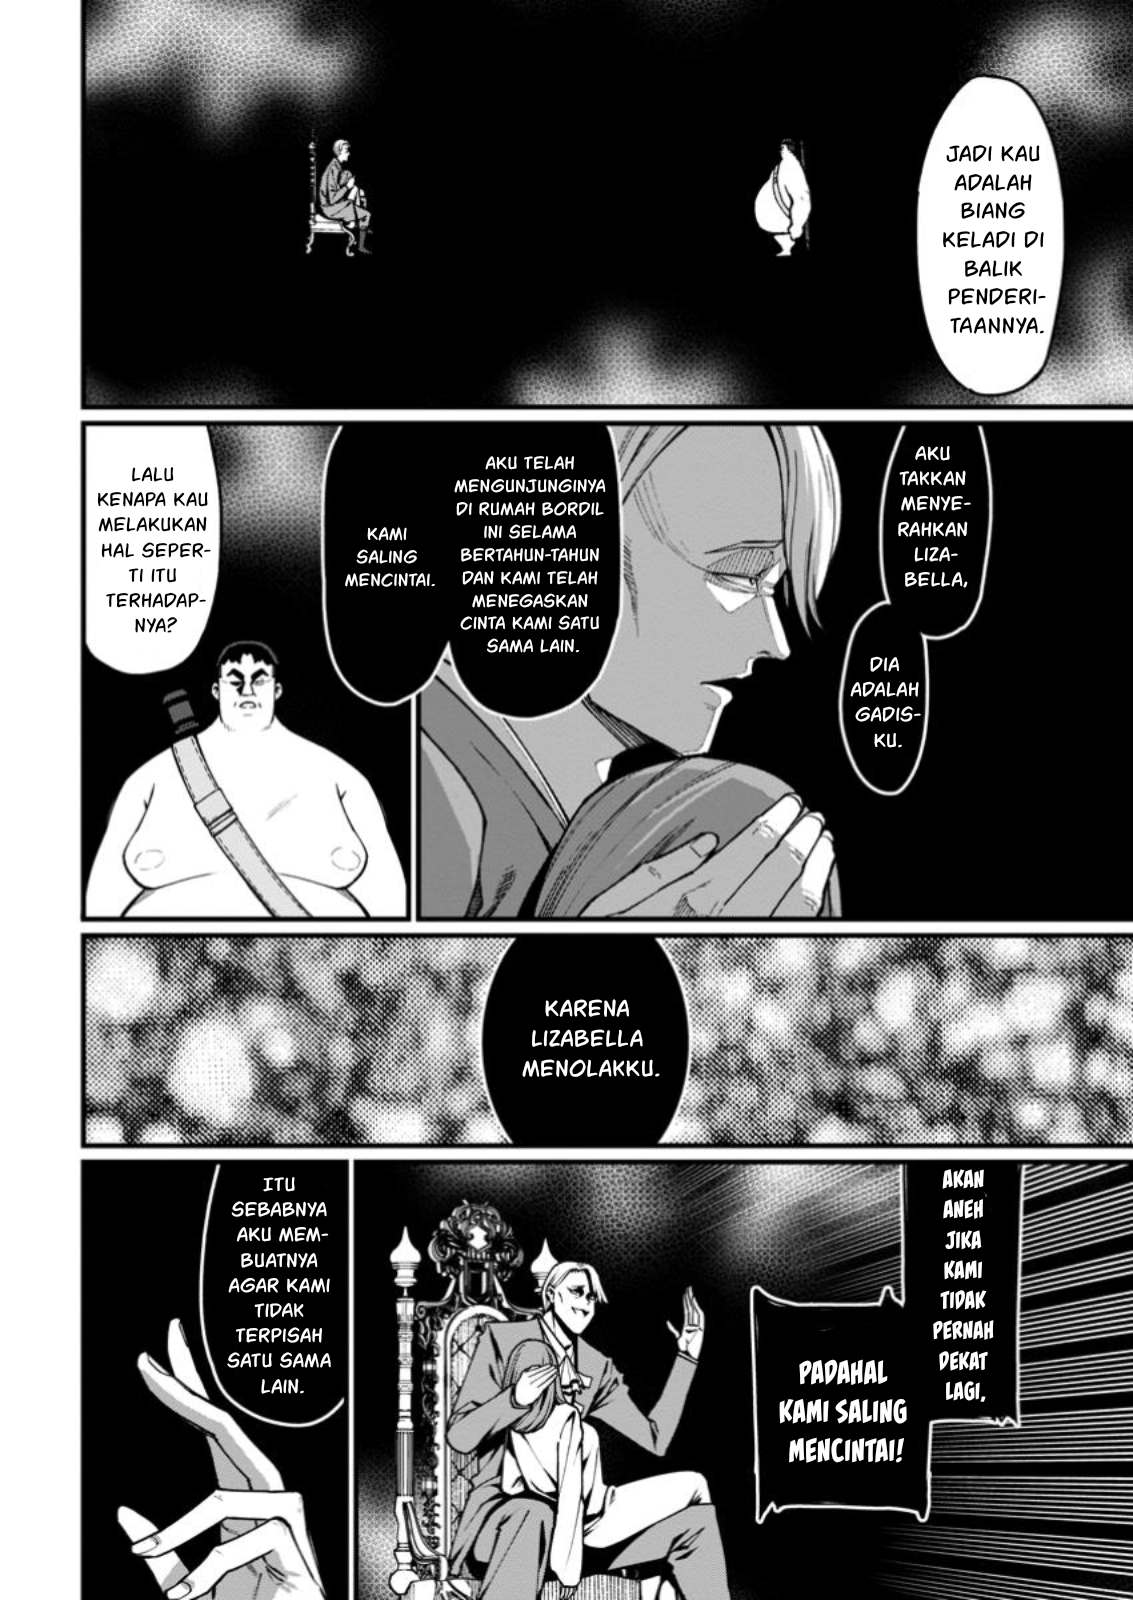 JADI KAU
ADALAH
BIANG
KELADI DI
BALIK
PENDERI-
TAANNYA.
AKU
TAKKAN
MENYE-
RAHKAN
LIZA-
BELLA,
DIA
ADALAH
GADIS-
KU.
AKU TELAH
MENGUNJUNGINYA
DI RUMAH BORDIL
INI SELAMA
BERTAHUN-TAHUN
DAN KAMI TELAH
MENEGASKAN
CINTA KAMI SATU
SAMA LAIN.
KAMI
SALING
MENCINTAI.
LALU
KENAPA KAU
MELAKUKAN
HAL SEPER-
TI ITU
TERHADAP-
NYA?
KARENA
LIZABELLA
MENOLAKKU.
AKAN
ANEH
JIKA
KAMI
TIDAK
PERNAH
DEKAT
LAGI,
PADAHAL
KAMI SALING
MENCINTAI!
ITU
SEBABNYA
AKU MEM-
BUATNYA
AGAR KAMI
TIDAK
TERPISAH
SATU SAMA
LAIN.